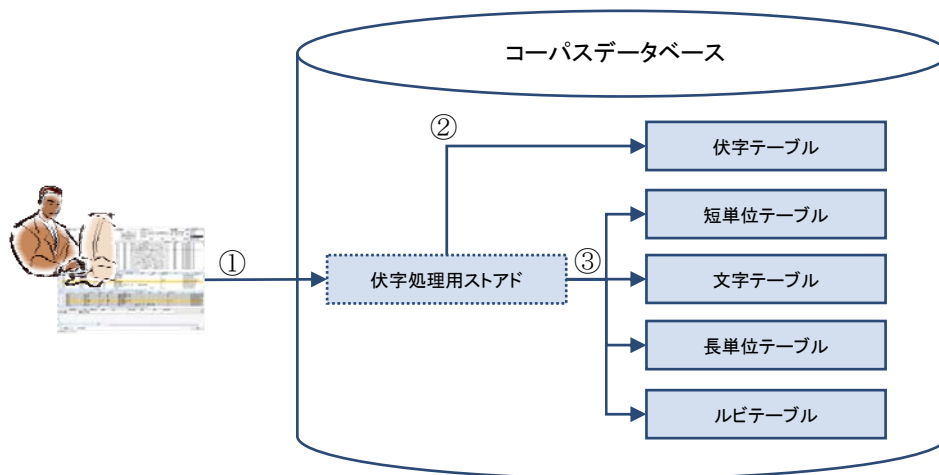 コーパスデータベース
②
伏字テーブル
短単位テーブル
①
伏字処理用ストアド
③
文字テーブル
長単位テーブル
ルビテーブル